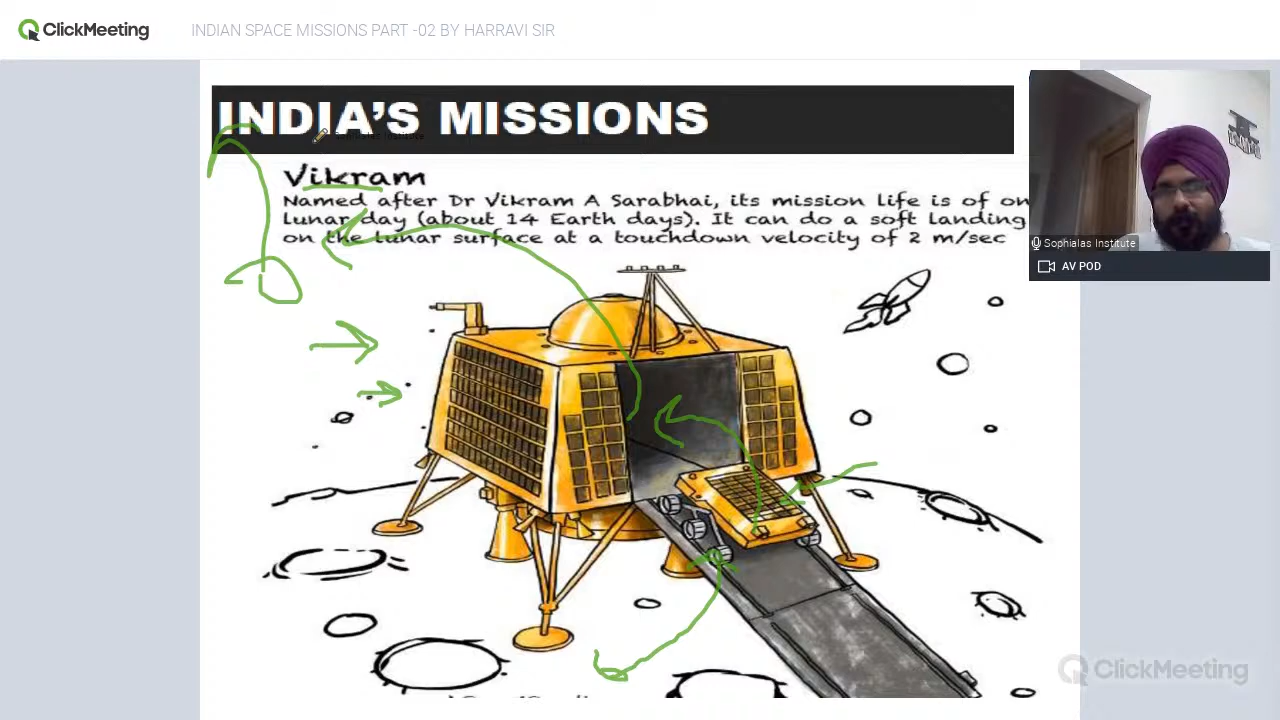 ClickMeeting
INDIAN SPACE MISSIONS PART -02 BY HARRAVI SIR
INDIA'S MISSIONS
Vikram
Named after Dr Vikram A Sarabhai, its mission life is of on
lunar day (about 14 Earth days). It can do a soft landing
on the lunar surface at a touchdown velocity of 2 m/sec
Sophialas Institute
AV POD
ClickMeeting